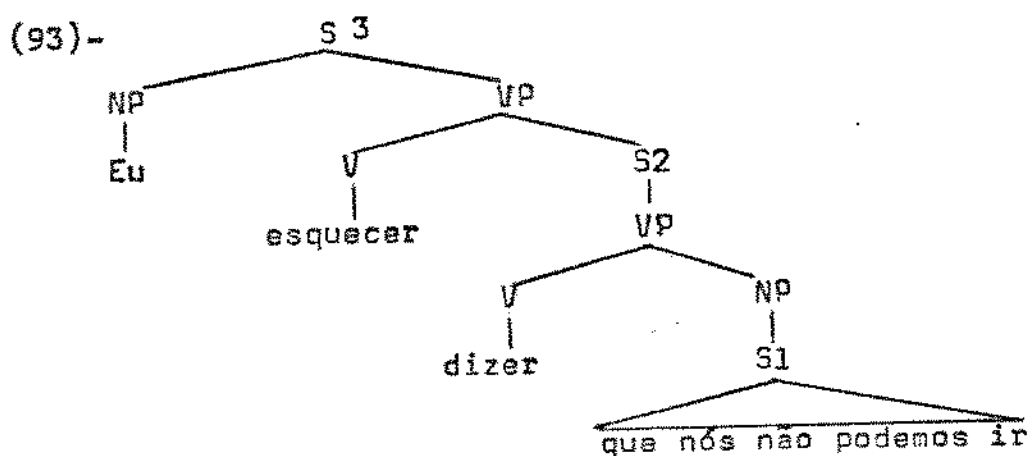 (93)- S 3
NP VP
Eu V S2
esquecer VP
V NP
dizer S1
que nós não podemos ir